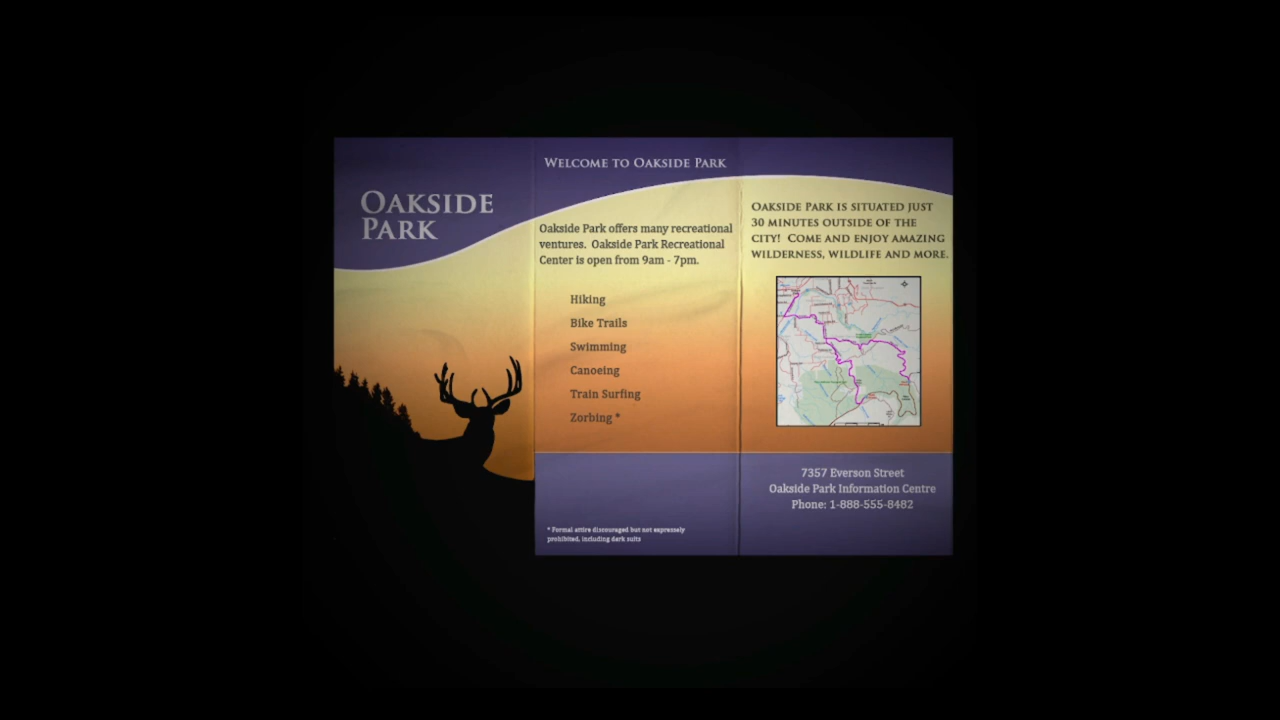 OAKSIDE
PARK
WELCOME TO OAKSIDE PARK
Oakside Park offers many recreational
ventures.  Oakside Park Recreational
Center is open from 9am - 7pm.
Hiking
Bike Trails
Swimming
Canoeing
Train Surfing
Zorbing *
* Formal attire discouraged but not expressely
prohibited, including dark suits
OAKSIDE PARK IS SITUATED JUST
30 MINUTES OUTSIDE OF THE
CITY!  COME AND ENJOY AMAZING
WILDERNESS, WILDLIFE AND MORE.
7357 Everson Street
Oakside Park Information Centre
Phone: 1-888-555-8482